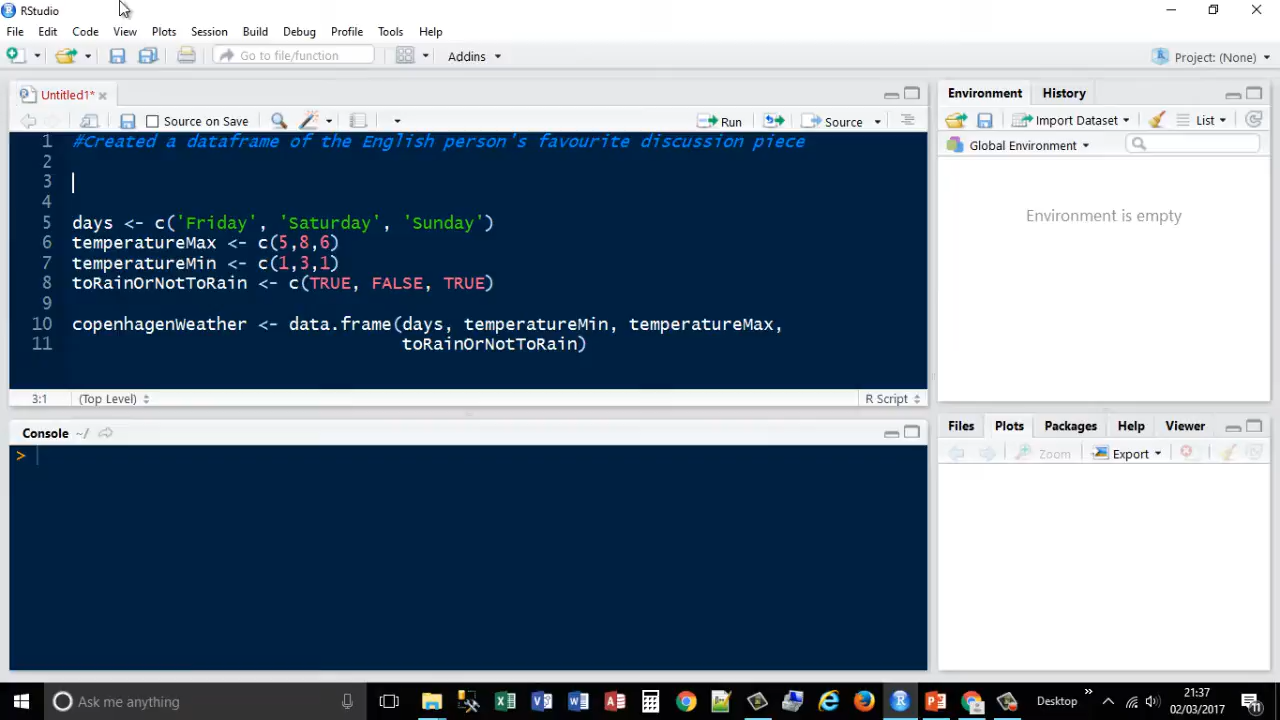 RStudio
File Edit Code View Plots Session Build Debug Profile Tools Help
Go to file/function Addins Project: (None)
Untitled1*
Source on Save Run Source
1 #Created a dataframe of the English person's favourite discussion piece
2
3
4
5 days <- c('Friday', 'Saturday', 'Sunday')
6 temperatureMax <- c(5,8,6)
7 temperatureMin <- c(1,3,1)
8 toRainOrNotToRain <- c(TRUE, FALSE, TRUE)
9
10 copenhagenWeather <- data.frame(days, temperatureMin, temperatureMax,
11 toRainOrNotToRain)
3:1 (Top Level) R Script
Console ~/
>
Environment History
Import Dataset List
Global Environment
Environment is empty
Files Plots Packages Help Viewer
Zoom Export
Ask me anything
Desktop
21:37
02/03/2017